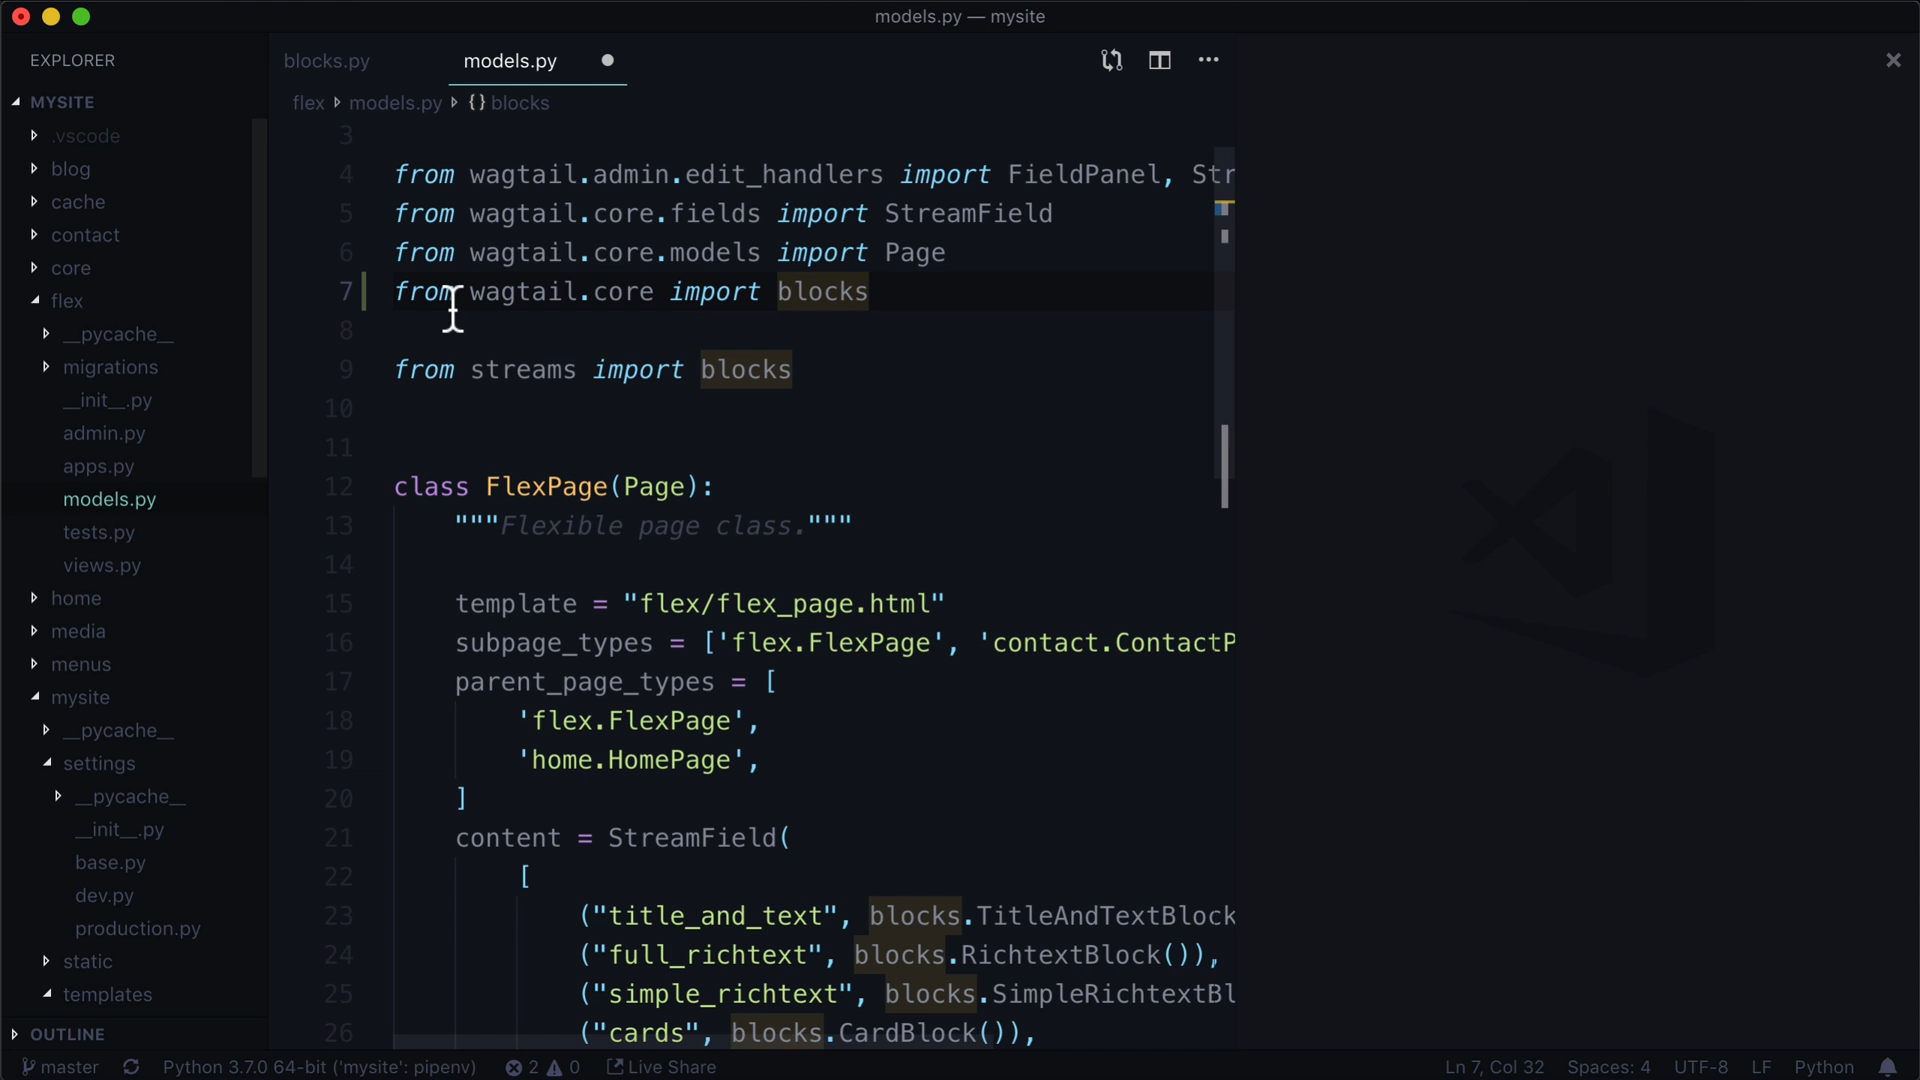 models.py — mysite
EXPLORER
MYSITE
.vscode
blog
cache
contact
core
flex
__pycache__
migrations
__init__.py
admin.py
apps.py
models.py
tests.py
views.py
home
media
menus
mysite
__pycache__
settings
__pycache__
__init__.py
base.py
dev.py
production.py
static
templates
OUTLINE
blocks.py
models.py
flex models.py {} blocks
3
4 from wagtail.admin.edit_handlers import FieldPanel, Str
5 from wagtail.core.fields import StreamField
6 from wagtail.core.models import Page
7 from wagtail.core import blocks
8
9 from streams import blocks
10
11
12 class FlexPage(Page):
13 """Flexible page class."""
14
15 template = "flex/flex_page.html"
16 subpage_types = ['flex.FlexPage', 'contact.ContactP
17 parent_page_types = [
18 'flex.FlexPage',
19 'home.HomePage',
20 ]
21 content = StreamField(
22 [
23 ("title_and_text", blocks.TitleAndTextBlock
24 ("full_richtext", blocks.RichtextBlock()),
25 ("simple_richtext", blocks.SimpleRichtextBl
26 ("cards", blocks.CardBlock()),
master Python 3.7.0 64-bit ('mysite': pipenv) 2 0 Live Share Ln 7, Col 32 Spaces: 4 UTF-8 LF Python